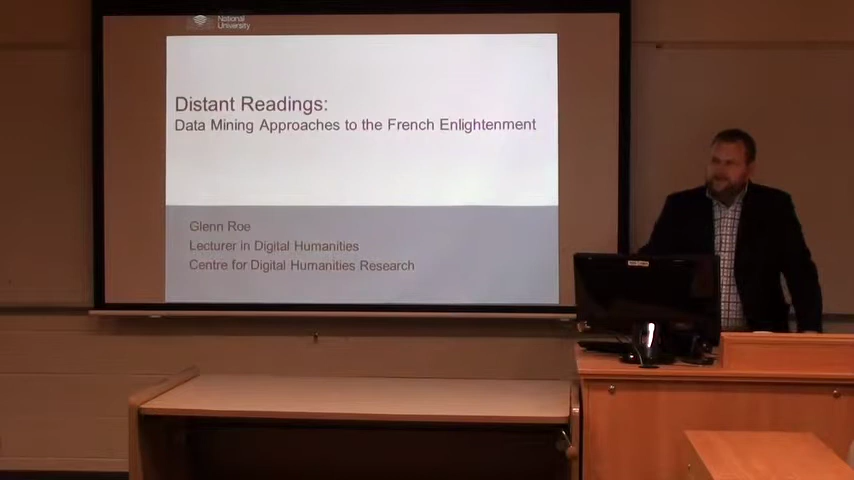 National
University
Distant Readings:
Data Mining Approaches to the French Enlightenment
Glenn Roe
Lecturer in Digital Humanities
Centre for Digital Humanities Research